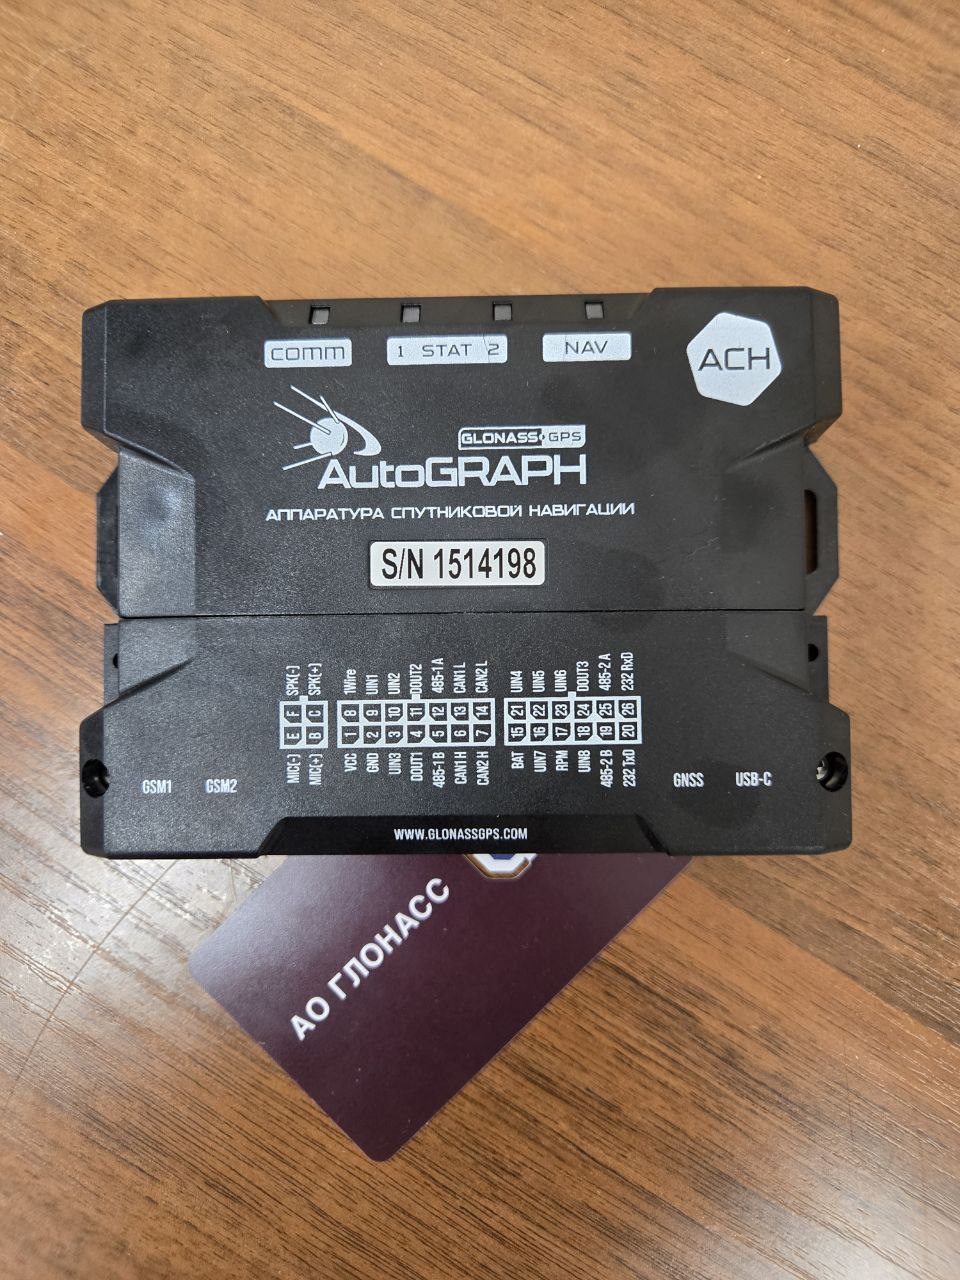 COMM
1 STAT 2
NAV
АСН
GLONASS GPS
AutoGRAPH
АППАРАТУРА СПУТНИКОВОЙ НАВИГАЦИИ
S/N 1514198
SPK(-)
SPK(+)
1Wire
UIN1
UIN2
DOUT2
485-1 A
CAN1 L
CAN2 L
UIN4
UIN5
UIN6
DOUT3
485-2 A
232 RxD
F C
8 9 10 11 12 13 14
21 22 23 24 25 26
E B
1 2 3 4 5 6 7
15 16 17 18 19 20
MIC(-)
MIC(+)
VCC
GND
UIN3
DOUT1
485-1 B
CAN1 H
CAN2 H
BAT
UIN7
RPM
UIN8
485-2 B
232 TxD
GSM1
GSM2
GNSS
USB-C
WWW.GLONASSGPS.COM
АО ГЛОНАСС